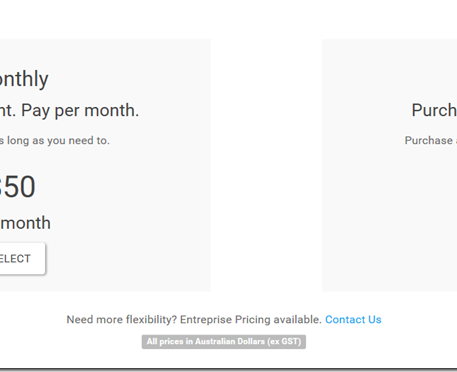 onthly
nt. Pay per month.
s long as you need to.
$50
month
ELECT
Purch
Purchase
Need more flexibility? Entreprise Pricing available. Contact Us
All prices in Australian Dollars (ex GST)